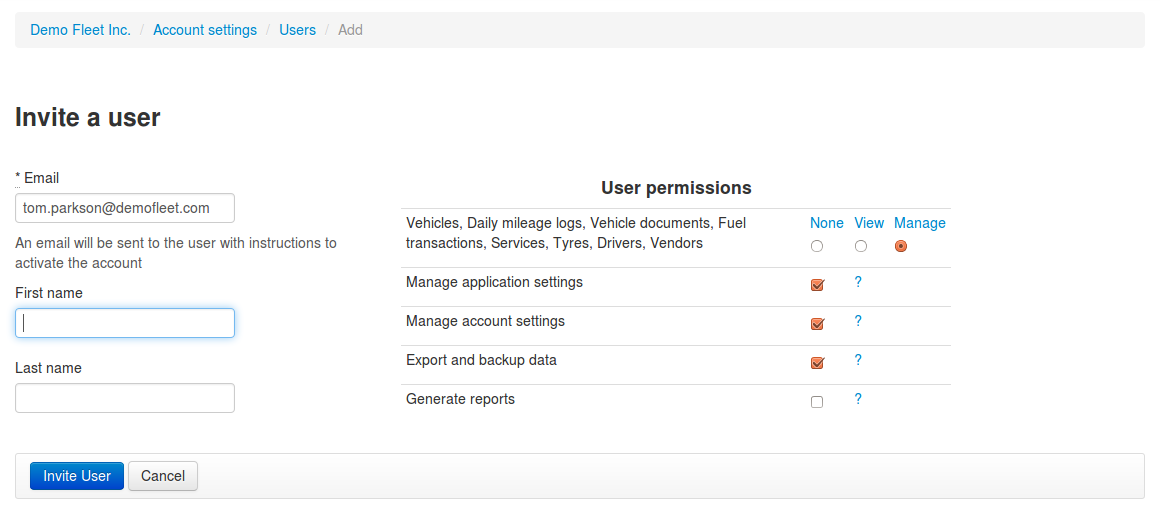 Demo Fleet Inc. / Account settings / Users / Add
Invite a user
* Email
tom.parkson@demofleet.com
An email will be sent to the user with instructions to
activate the account
First name
Last name
User permissions
Vehicles, Daily mileage logs, Vehicle documents, Fuel
transactions, Services, Tyres, Drivers, Vendors
None View Manage
Manage application settings ?
Manage account settings ?
Export and backup data ?
Generate reports ?
Invite User Cancel